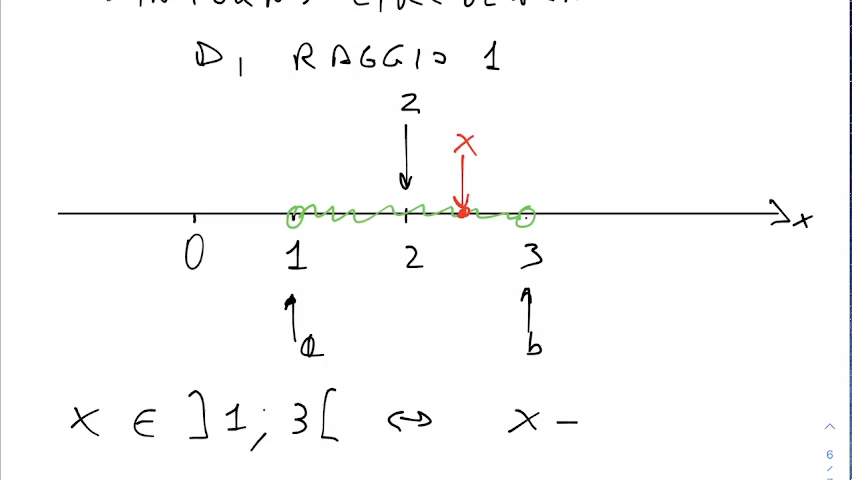 DI RAGGIO 1
2
x
x
0 1 2 3
a b
x ∈ ]1; 3[ ↔ x –
6